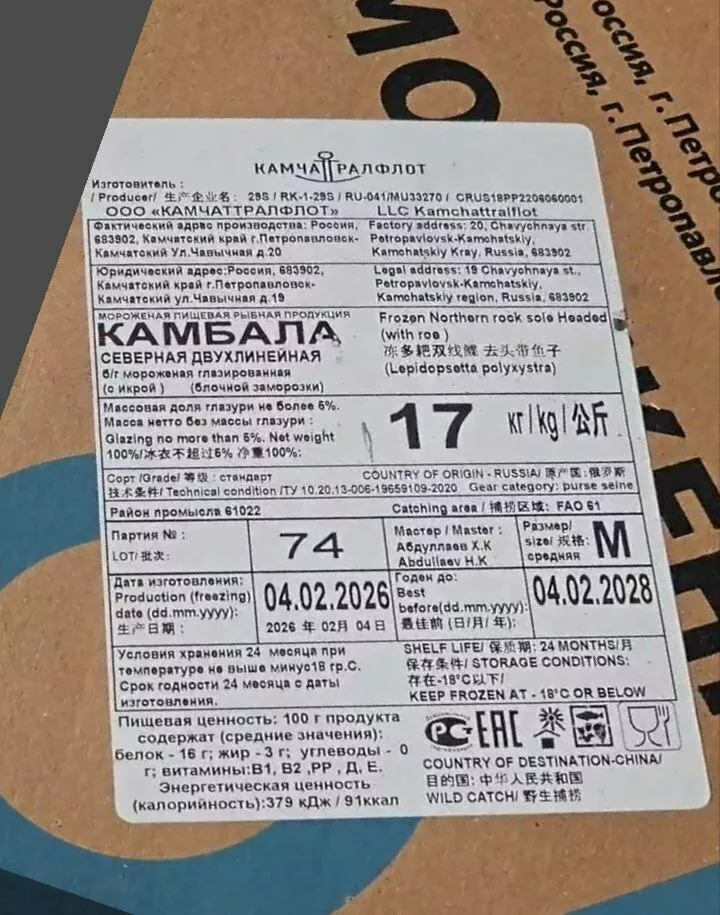 МО
оссия, г. Петро
Россия, г. Петропавл
КАМЧАТТРАЛФЛОТ
Изготовитель :
/ Producer/ 生产企业名: 29S / RK-1-29S / RU-041/MU33270 / CRUS18PP2206060001
ООО «КАМЧАТТРАЛФЛОТ» LLC Kamchattralflot
Фактический адрес производства: Россия,
683902, Камчатский край г.Петропавловск-
Камчатский Ул.Чавычная д.20
Factory address: 20, Chavychnaya str.
Petropavlovsk-Kamchatskiy,
Kamchatskiy Kray, Russia, 683902
Юридический адрес:Россия, 683902,
Камчатский край г.Петропавловск-
Камчатский ул.Чавычная д.19
Legal address: 19 Chavychnaya st.,
Petropavlovsk-Kamchatskiy,
Kamchatskiy region, Russia, 683902
МОРОЖЕНАЯ ПИЩЕВАЯ РЫБНАЯ ПРОДУКЦИЯ
КАМБАЛА
СЕВЕРНАЯ ДВУХЛИНЕЙНАЯ
б/г мороженая глазированная
(с икрой ) (блочной заморозки)
Frozen Northern rock sole Headed
(with roe )
冻多耙双线鲽 去头带鱼子
(Lepidopsetta polyxystra)
Массовая доля глазури не более 5%.
Масса нетто без массы глазури :
Glazing no more than 5%. Net weight
100%/冰衣不超过5% 净重100%:
17 кг/kg/公斤
Сорт /Grade/ 等级 : стандарт COUNTRY OF ORIGIN - RUSSIA/ 原产国:俄罗斯
技术条件/ Technical condition /ТУ 10.20.13-006-19659109-2020 Gear category: purse seine
Район промысла 61022 Catching area / 捕捞区域: FAO 61
Партия № :
LOT/ 批次:
74
Мастер / Master :
Абдуллаев Х.К
Abdullaev H.K
Размер/
size/ 规格:
средняя
M
Дата изготовления:
Production (freezing)
date (dd.mm.yyyy):
生产日期 :
04.02.2026
2026 年 02月 04 日
Годен до:
Best
before(dd.mm.yyyy):
最佳前 (日/月/ 年):
04.02.2028
Условия хранения 24 месяца при
температуре не выше минус18 гр.С.
Срок годности 24 месяца с даты
изготовления.
SHELF LIFE/ 保质期: 24 MONTHS/月
保存条件/ STORAGE CONDITIONS:
存在-18°C以下/
KEEP FROZEN AT - 18°C OR BELOW
Пищевая ценность: 100 г продукта
содержат (средние значения):
белок - 16 г; жир - 3 г; углеводы - 0
г; витамины:В1, В2 ,РР , Д, Е.
Энергетическая ценность
(калорийность):379 кДж / 91ккал
РСТ EAC
COUNTRY OF DESTINATION-CHINA/
目的国: 中华人民共和国
WILD CATCH/ 野生捕捞